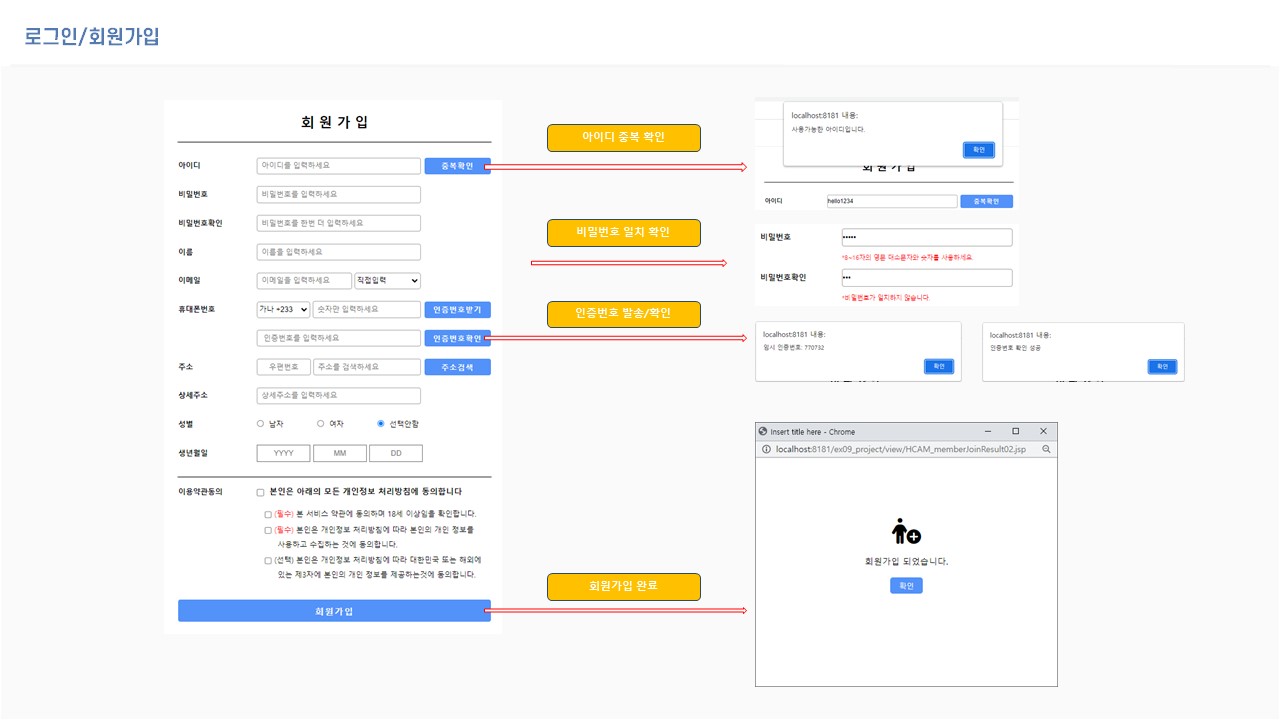 로그인/회원가입
회 원 가 입
아이디 아이디를 입력하세요 중복확인
비밀번호 비밀번호를 입력하세요
비밀번호확인 비밀번호를 한번 더 입력하세요
이름 이름을 입력하세요
이메일 이메일을 입력하세요 직접입력
휴대폰번호 가나 +233 숫자만 입력하세요 인증번호받기
인증번호를 입력하세요 인증번호확인
주소 우편번호 주소를 검색하세요 주소검색
상세주소 상세주소를 입력하세요
성별 남자 여자 선택안함
생년월일 YYYY MM DD
이용약관동의 본인은 아래의 모든 개인정보 처리방침에 동의합니다
(필수) 본 서비스 약관에 동의하며 18세 이상임을 확인합니다.
(필수) 본인은 개인정보 처리방침에 따라 본인의 개인 정보를
사용하고 수집하는 것에 동의합니다.
(선택) 본인은 개인정보 처리방침에 따라 대한민국 또는 해외에
있는 제3자에 본인의 개인 정보를 제공하는것에 동의합니다.
회원가입
아이디 중복 확인
비밀번호 일치 확인
인증번호 발송/확인
회원가입 완료
localhost:8181 내용:
사용가능한 아이디입니다.
확인
회 원 가 입
아이디 hello1234 중복확인
비밀번호 •••••
*8~16자의 영문 대소문자와 숫자를 사용하세요.
비밀번호확인 •••
*비밀번호가 일치하지 않습니다.
localhost:8181 내용:
임시 인증번호: 770732
확인
localhost:8181 내용:
인증번호 확인 성공
확인
Insert title here - Chrome
localhost:8181/ex09_project/view/HCAM_memberJoinResult02.jsp
회원가입 되었습니다.
확인